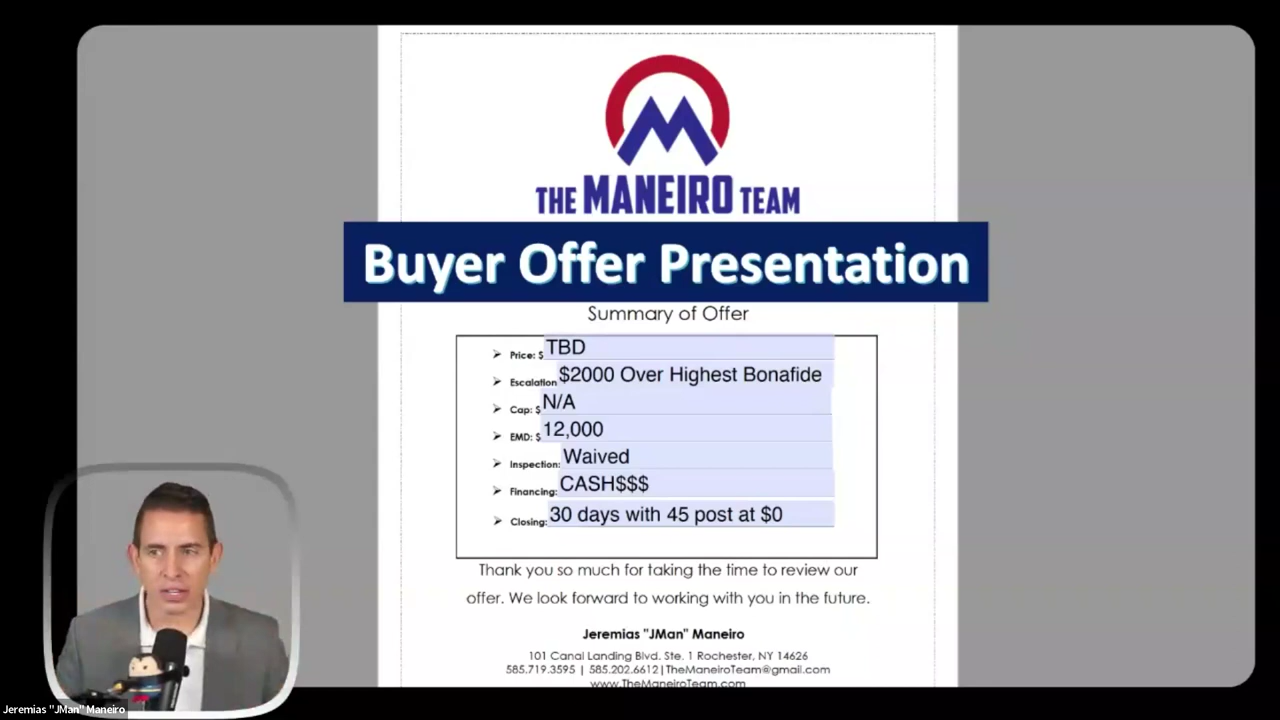 THE MANEIRO TEAM
Buyer Offer Presentation
Summary of Offer
➢ Price: $ TBD
➢ Escalation $2000 Over Highest Bonafide
➢ Cap: $ N/A
➢ EMD: $ 12,000
➢ Inspection: Waived
➢ Financing: CASH$$$
➢ Closing: 30 days with 45 post at $0
Thank you so much for taking the time to review our
offer. We look forward to working with you in the future.
Jeremias "JMan" Maneiro
101 Canal Landing Blvd. Ste. 1 Rochester, NY 14626
585.719.3595 | 585.202.6612|TheManeiroTeam@gmail.com
www.TheManeiroTeam.com
Jeremias "JMan" Maneiro